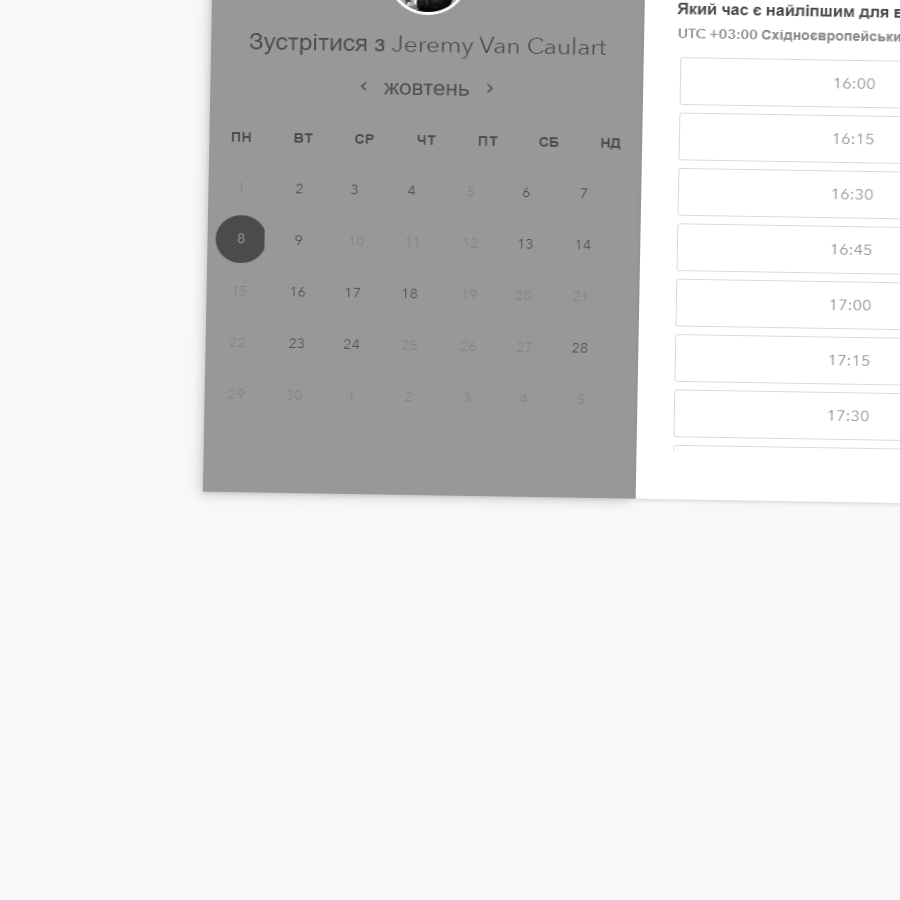 Зустрітися з Jeremy Van Caulart
‹ жовтень ›
ПН ВТ СР ЧТ ПТ СБ НД
1 2 3 4 5 6 7
8 9 10 11 12 13 14
15 16 17 18 19 20 21
22 23 24 25 26 27 28
29 30 1 2 3 4 5
Який час є найліпшим для
UTC +03:00
16:00
16:15
16:30
16:45
17:00
17:15
17:30